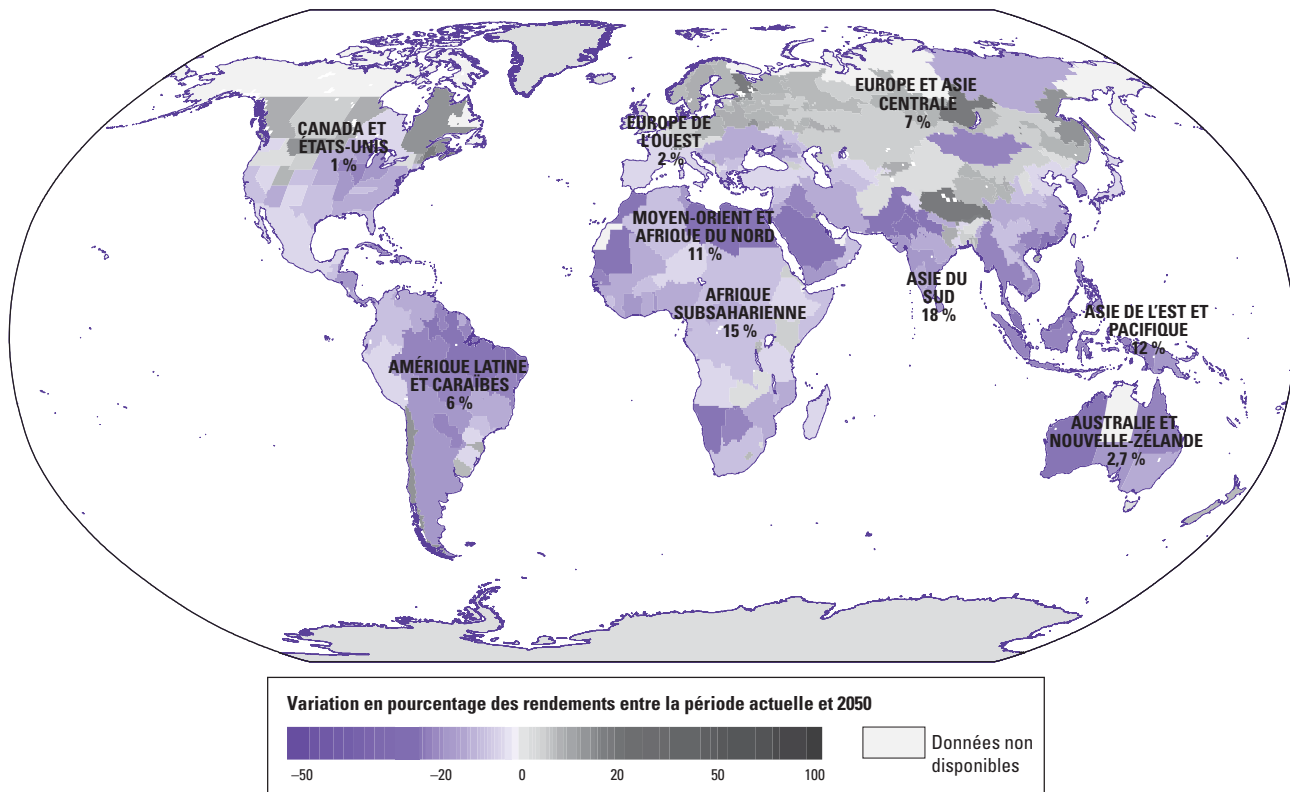 EUROPE ET ASIE
CENTRALE
7 %
CANADA ET
ÉTATS-UNIS
1 %
EUROPE DE
L'OUEST
2 %
MOYEN-ORIENT ET
AFRIQUE DU NORD
11 %
ASIE DU
SUD
18 %
AFRIQUE
SUBSAHARIENNE
15 %
ASIE DE L'EST ET
PACIFIQUE
12 %
AMÉRIQUE LATINE
ET CARAÏBES
6 %
AUSTRALIE ET
NOUVELLE-ZÉLANDE
2,7 %
Variation en pourcentage des rendements entre la période actuelle et 2050
–50 –20 0 20 50 100
Données non
disponibles